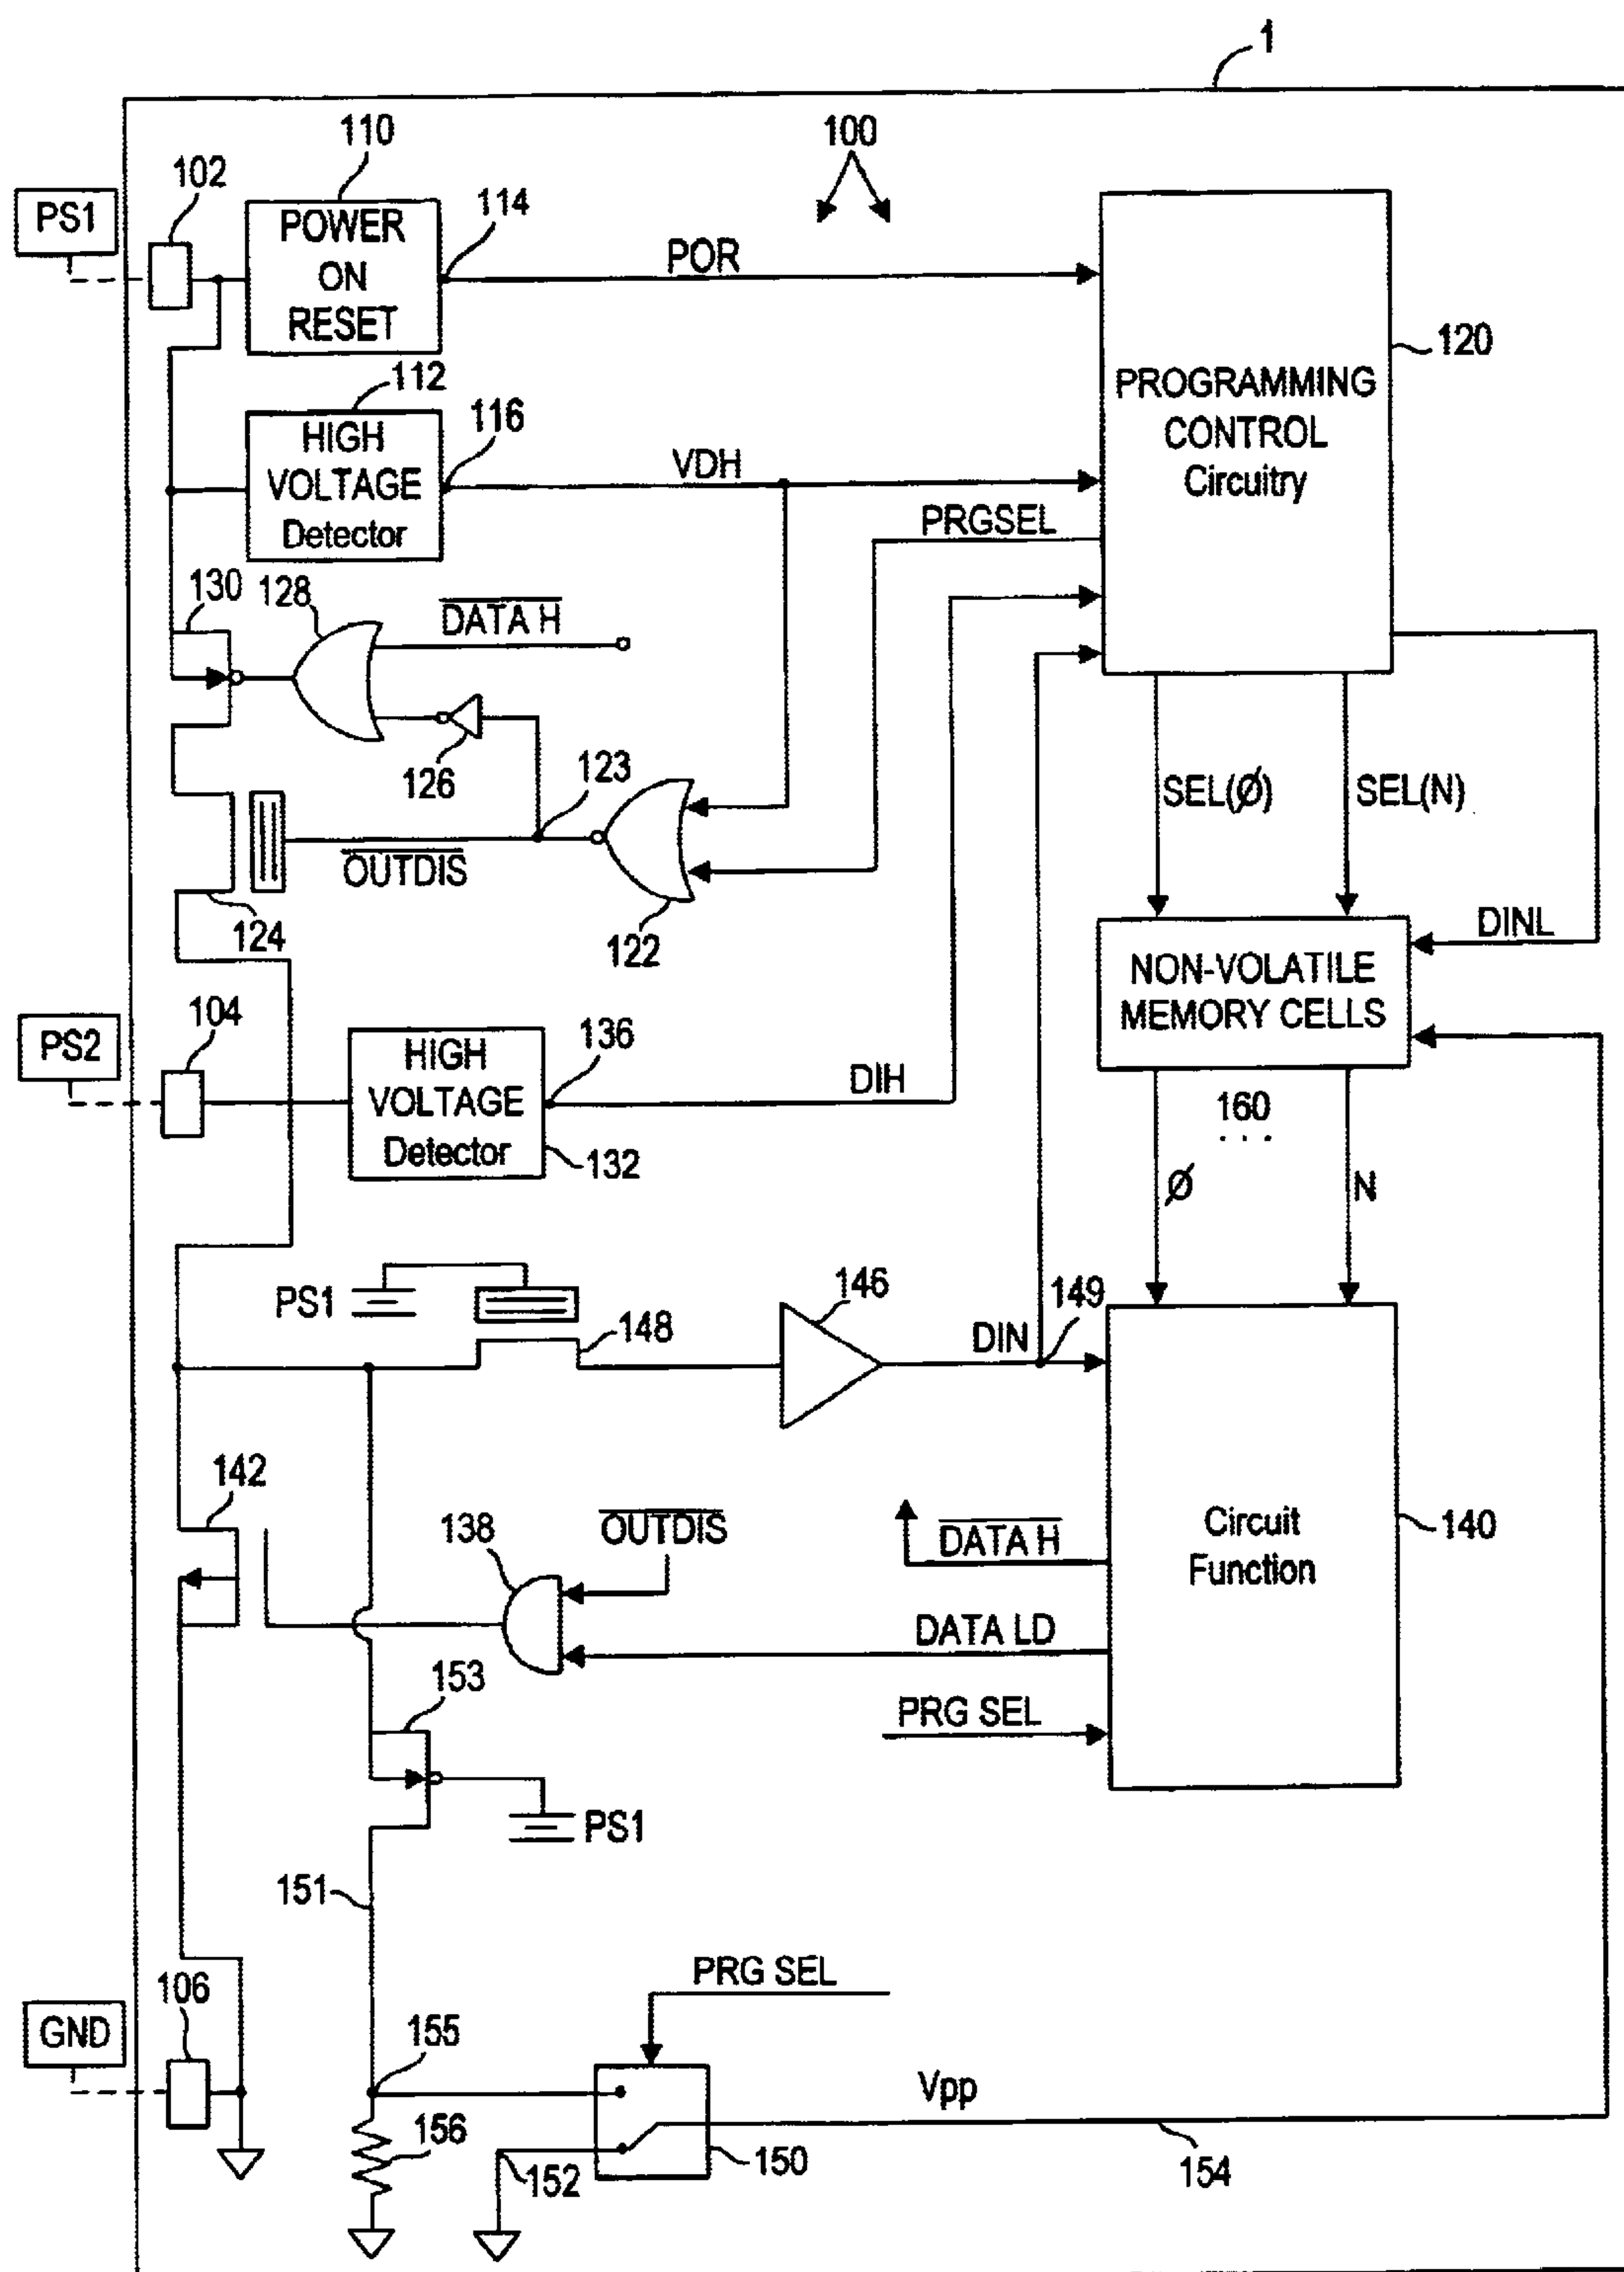 1
110
100
102
PS1
POWER
ON
RESET
114
POR
120
112
PROGRAMMING
CONTROL
Circuitry
HIGH
VOLTAGE
Detector
116
VDH
PRGSEL
130
128
DATA H
126
123
SEL(Ø)
SEL(N)
OUTDIS
124
122
DINL
NON-VOLATILE
MEMORY CELLS
104
PS2
HIGH
VOLTAGE
Detector
136
DIH
132
160
. . .
Ø
N
PS1
148
146
DIN
149
142
138
OUTDIS
DATA H
Circuit
Function
140
DATA LD
153
PRG SEL
PS1
151
PRG SEL
106
GND
155
Vpp
156
152
150
154